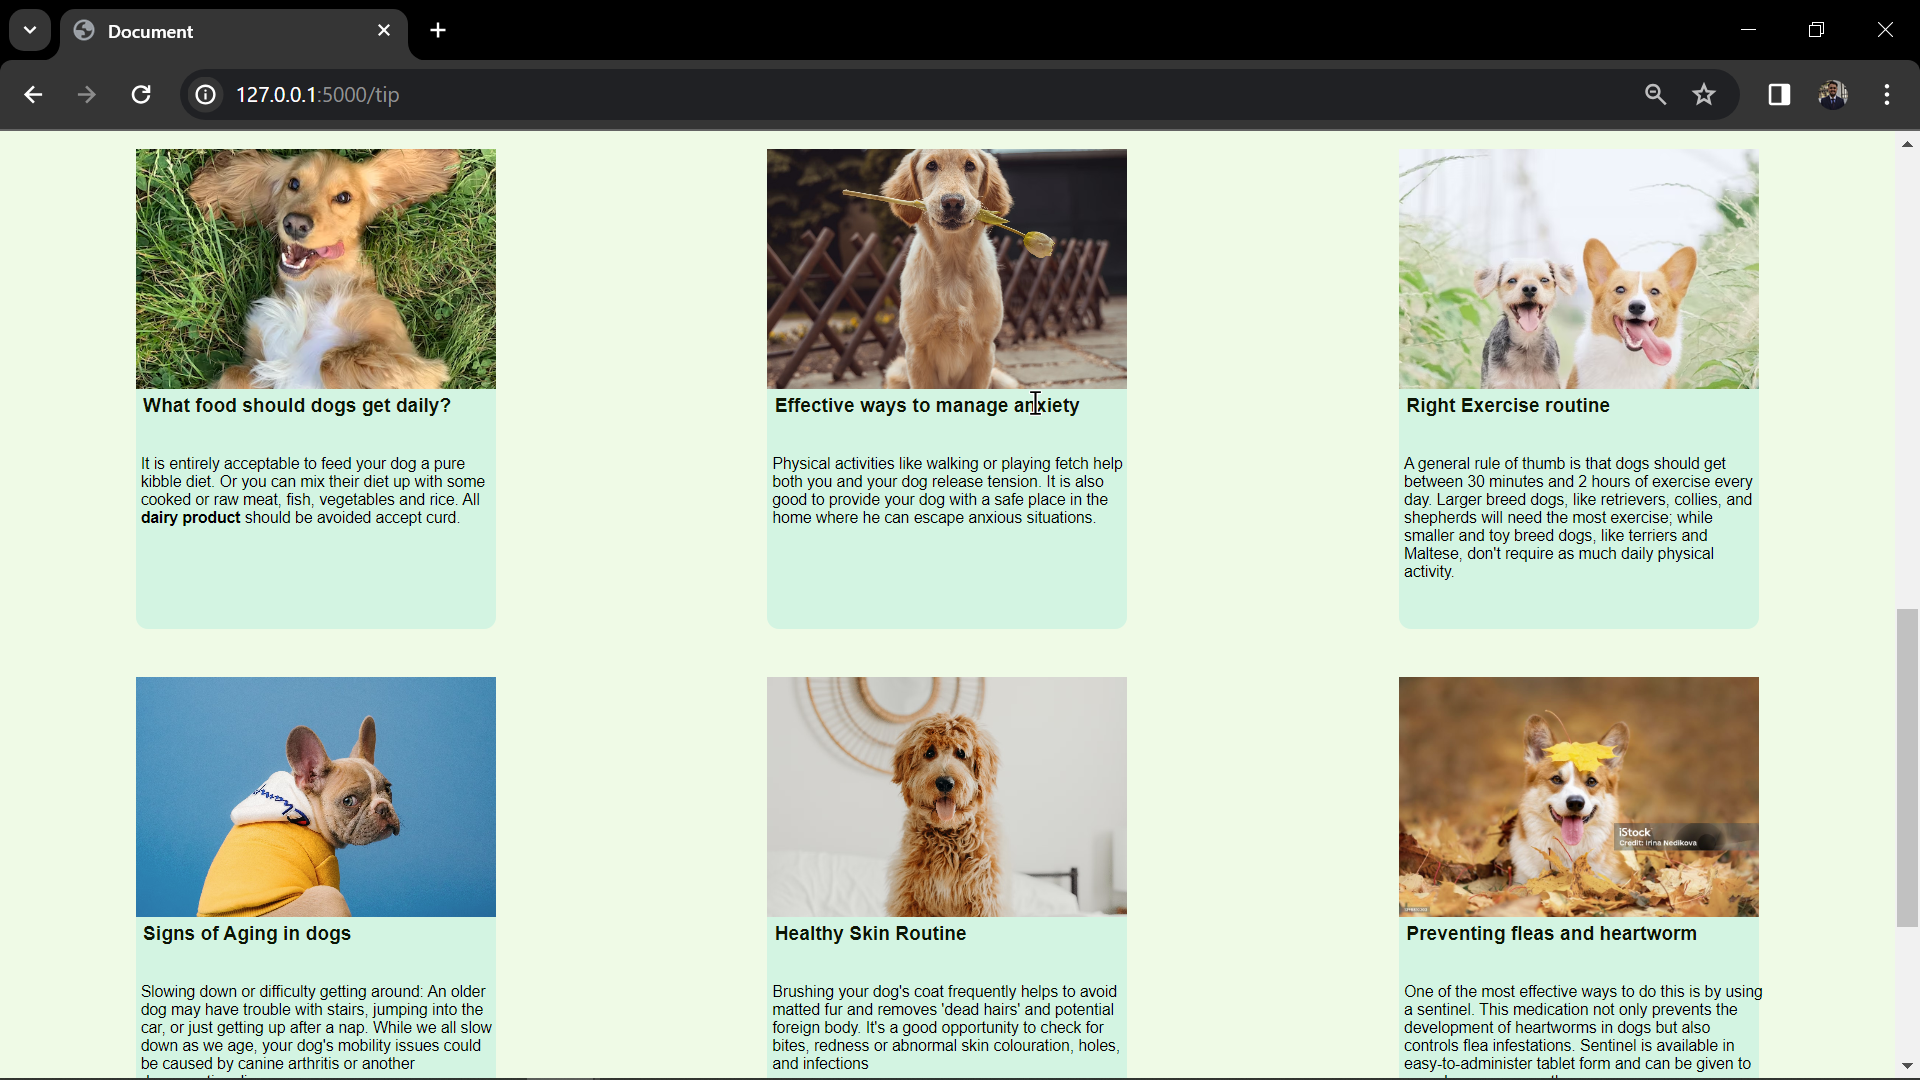 Document
127.0.0.1:5000/tip
What food should dogs get daily?
It is entirely acceptable to feed your dog a pure
kibble diet. Or you can mix their diet up with some
cooked or raw meat, fish, vegetables and rice. All
dairy product should be avoided accept curd.
Effective ways to manage anxiety
Physical activities like walking or playing fetch help
both you and your dog release tension. It is also
good to provide your dog with a safe place in the
home where he can escape anxious situations.
Right Exercise routine
A general rule of thumb is that dogs should get
between 30 minutes and 2 hours of exercise every
day. Larger breed dogs, like retrievers, collies, and
shepherds will need the most exercise; while
smaller and toy breed dogs, like terriers and
Maltese, don't require as much daily physical
activity.
Signs of Aging in dogs
Slowing down or difficulty getting around: An older
dog may have trouble with stairs, jumping into the
car, or just getting up after a nap. While we all slow
down as we age, your dog's mobility issues could
be caused by canine arthritis or another
Healthy Skin Routine
Brushing your dog's coat frequently helps to avoid
matted fur and removes 'dead hairs' and potential
foreign body. It's a good opportunity to check for
bites, redness or abnormal skin colouration, holes,
and infections
iStock
Credit: Irina Nedikova
Preventing fleas and heartworm
One of the most effective ways to do this is by using
a sentinel. This medication not only prevents the
development of heartworms in dogs but also
controls flea infestations. Sentinel is available in
easy-to-administer tablet form and can be given to